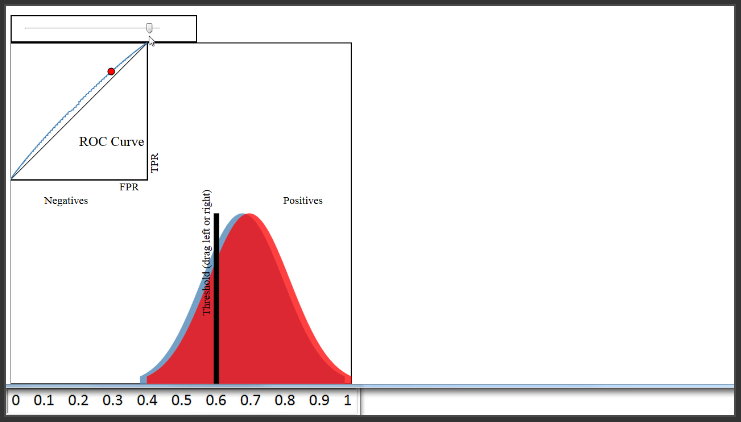 ROC Curve
TPR
FPR
Negatives
Positives
Threshold (drag left or right)
0 0.1 0.2 0.3 0.4 0.5 0.6 0.7 0.8 0.9 1